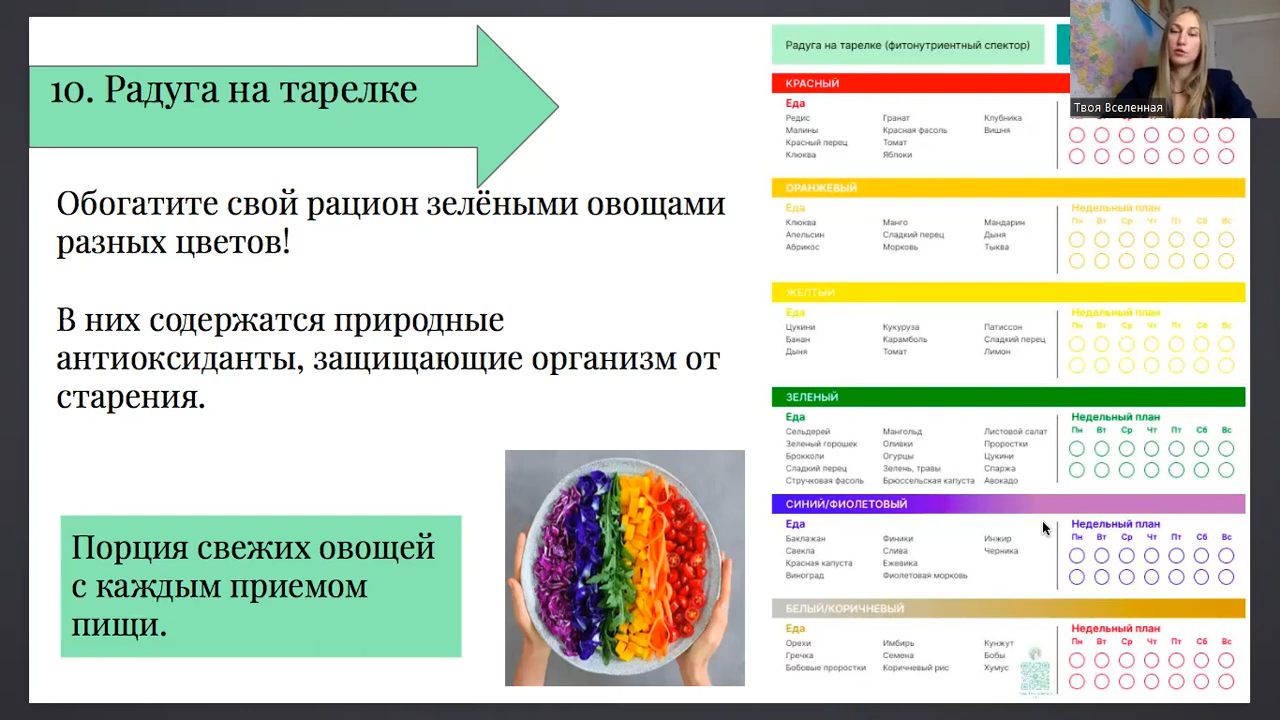 10. Радуга на тарелке
Обогатите свой рацион зелёными овощами
разных цветов!
В них содержатся природные
антиоксиданты, защищающие организм от
старения.
Порция свежих овощей
с каждым приемом
пищи.
Радуга на тарелке (фитонутриентный спектор)
Твоя Вселенная
КРАСНЫЙ
Еда
Редис Гранат Клубника
Малины Красная фасоль Вишня
Красный перец Томат
Клюква Яблоки
ОРАНЖЕВЫЙ
Еда Недельный план
Пн Вт Ср Чт Пт Сб Вс
Клюква Манго Мандарин
Апельсин Сладкий перец Дыня
Абрикос Морковь Тыква
ЖЕЛТЫЙ
Еда Недельный план
Пн Вт Ср Чт Пт Сб Вс
Цукини Кукуруза Патиссон
Банан Карамболь Сладкий перец
Дыня Томат Лимон
ЗЕЛЕНЫЙ
Еда Недельный план
Пн Вт Ср Чт Пт Сб Вс
Сельдерей Мангольд Листовой салат
Зеленый горошек Оливки Проростки
Брокколи Огурцы Цукини
Сладкий перец Зелень, травы Спаржа
Стручковая фасоль Брюссельская капуста Авокадо
СИНИЙ/ФИОЛЕТОВЫЙ
Еда Недельный план
Пн Вт Ср Чт Пт Сб Вс
Баклажан Финики Инжир
Свекла Слива Черника
Красная капуста Ежевика
Виноград Фиолетовая морковь
БЕЛЫЙ/КОРИЧНЕВЫЙ
Еда Недельный план
Пн Вт Ср Чт Пт Сб Вс
Орехи Имбирь Кунжут
Гречка Семена Бобы
Бобовые проростки Коричневый рис Хумус